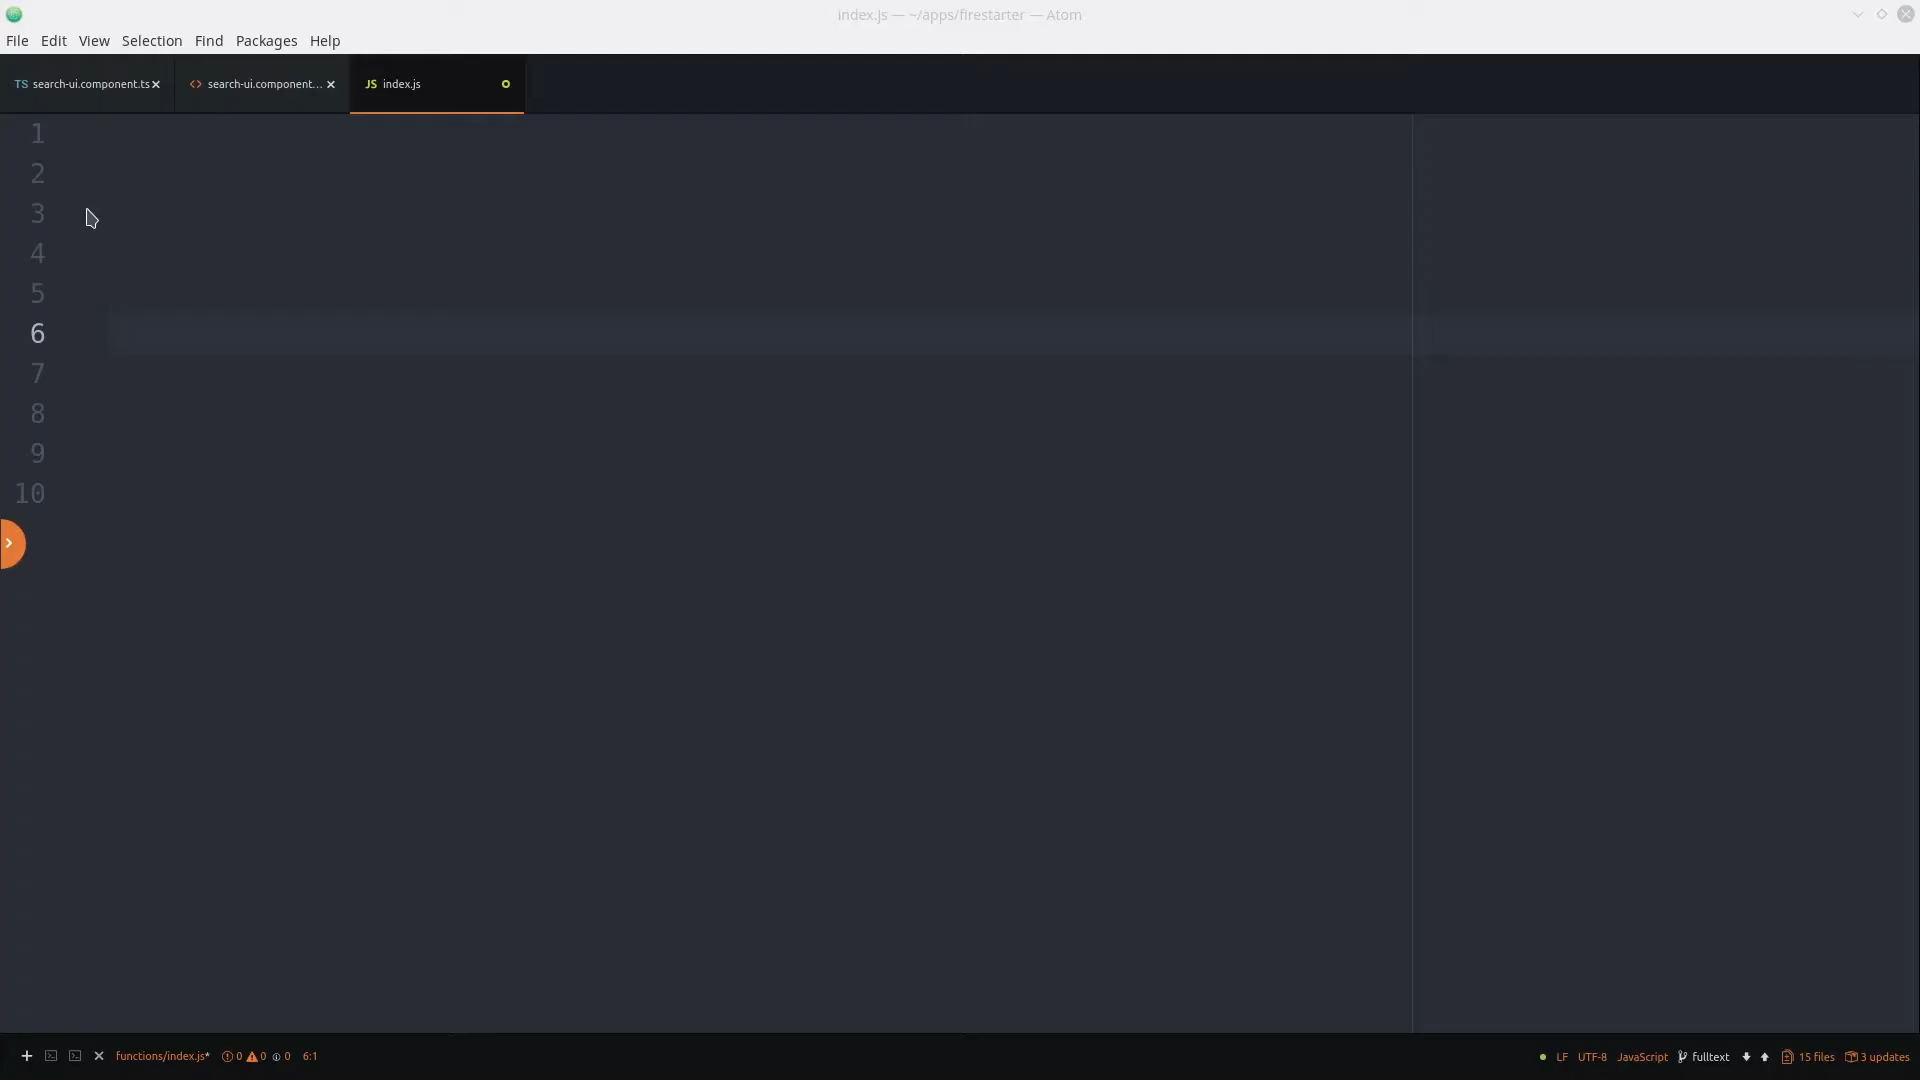 index.js — ~/apps/firestarter — Atom
File Edit View Selection Find Packages Help
TS search-ui.component.ts
<> search-ui.component...
JS index.js
1
2
3
4
5
6
7
8
9
10
functions/index.js* 0 0 0 6:1
LF UTF-8 JavaScript fulltext 15 files 3 updates